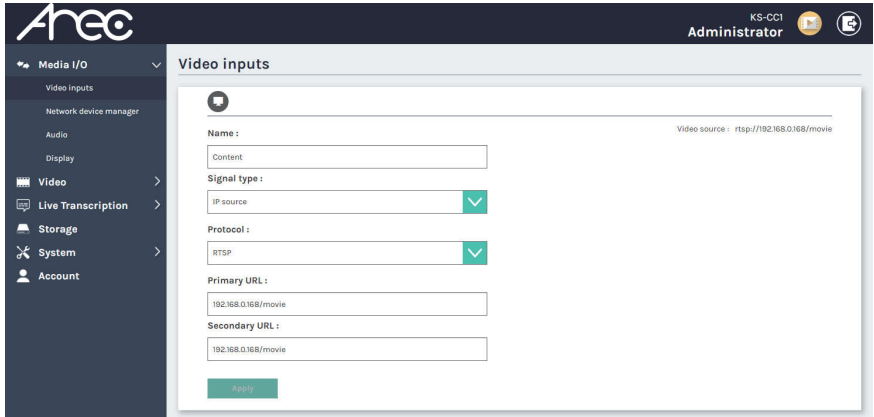 Arec
KS-CC1
Administrator
Media I/O
Video inputs
Network device manager
Audio
Display
Video
Live Transcription
Storage
System
Account
Video inputs
Video source : rtsp://192.168.0.168/movie
Name :
Content
Signal type :
IP source
Protocol :
RTSP
Primary URL :
192.168.0.168/movie
Secondary URL :
192.168.0.168/movie
Apply